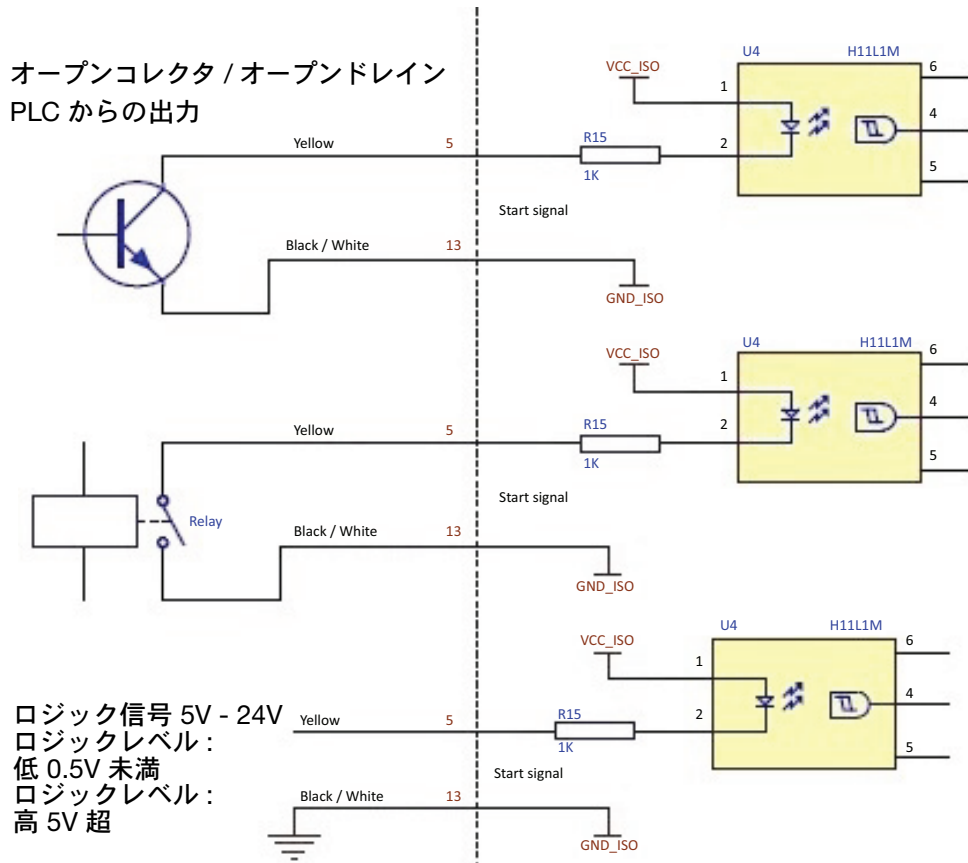 オープンコレクタ / オープンドレイン
PLC からの出力
Yellow
5
Black / White
13
VCC_ISO
R15
1K
Start signal
GND_ISO
U4
H11L1M
1
2
6
4
5
Yellow
5
Relay
Black / White
13
VCC_ISO
R15
1K
Start signal
GND_ISO
U4
H11L1M
1
2
6
4
5
ロジック信号 5V - 24V
ロジックレベル :
低 0.5V 未満
ロジックレベル :
高 5V 超
Yellow
5
Black / White
13
VCC_ISO
R15
1K
Start signal
GND_ISO
U4
H11L1M
1
2
6
4
5